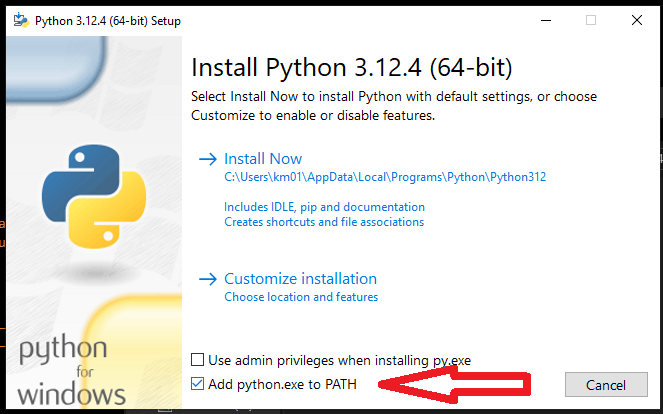 Python 3.12.4 (64-bit) Setup
Install Python 3.12.4 (64-bit)
Select Install Now to install Python with default settings, or choose
Customize to enable or disable features.
Install Now
C:\Users\km01\AppData\Local\Programs\Python\Python312
Includes IDLE, pip and documentation
Creates shortcuts and file associations
Customize installation
Choose location and features
python
for
windows
Use admin privileges when installing py.exe
Add python.exe to PATH
Cancel